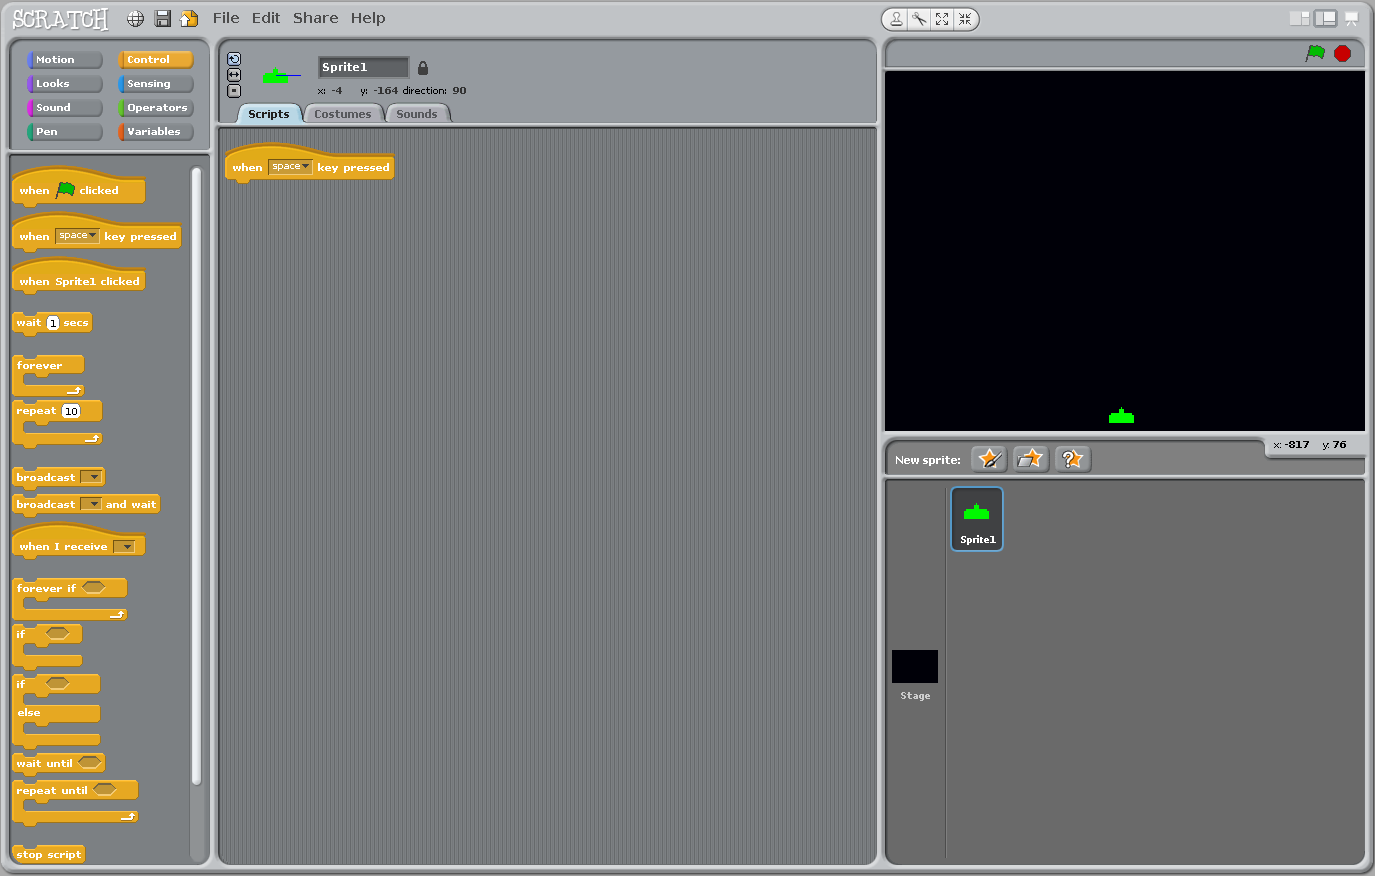 SCRATCH File Edit Share Help
Motion Control
Looks Sensing
Sound Operators
Pen Variables
when clicked
when space key pressed
when Sprite1 clicked
wait 1 secs
forever
repeat 10
broadcast
broadcast and wait
when I receive
forever if
if
if
else
wait until
repeat until
stop script
Sprite1
x: -4 y: -164 direction: 90
Scripts Costumes Sounds
when space key pressed
x: -817 y: 76
New sprite:
Sprite1
Stage